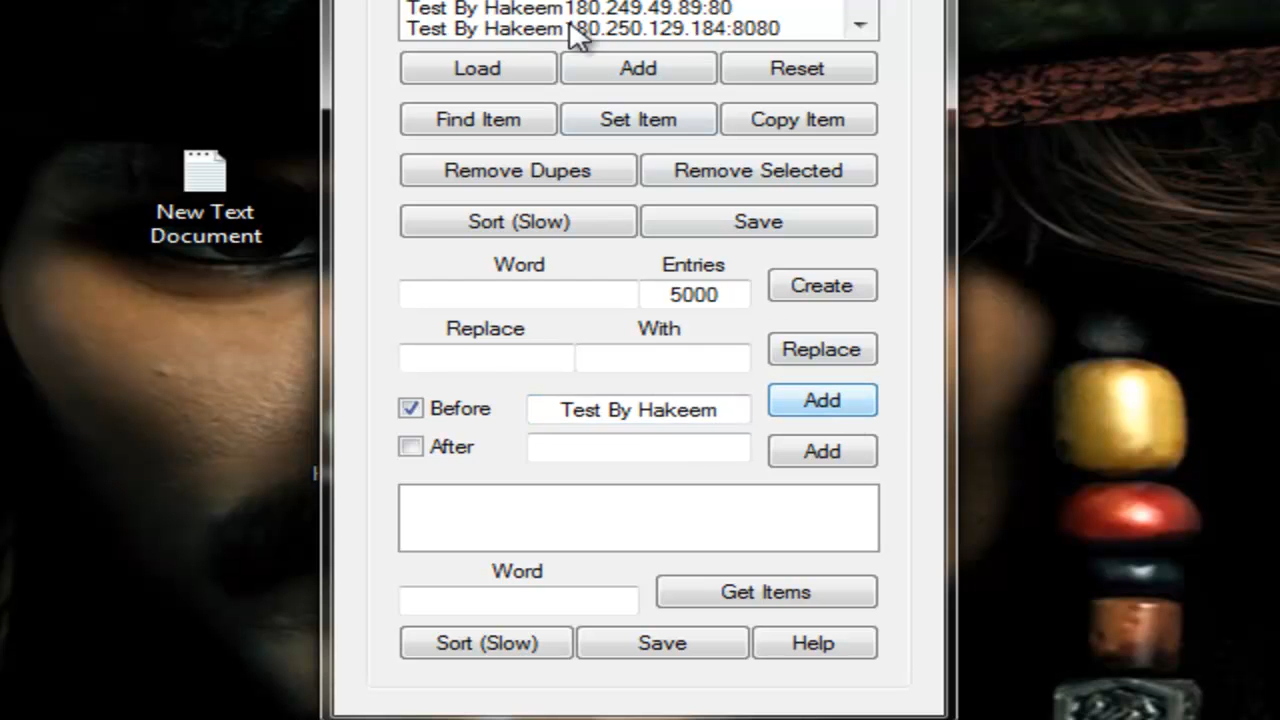 Test By Hakeem180.249.49.89:80
Test By Hakeem180.250.129.184:8080
Load Add Reset
Find Item Set Item Copy Item
Remove Dupes Remove Selected
New Text
Document
Sort (Slow) Save
Word Entries
5000 Create
Replace With
Replace
Before Test By Hakeem Add
After Add
Word
Get Items
Sort (Slow) Save Help